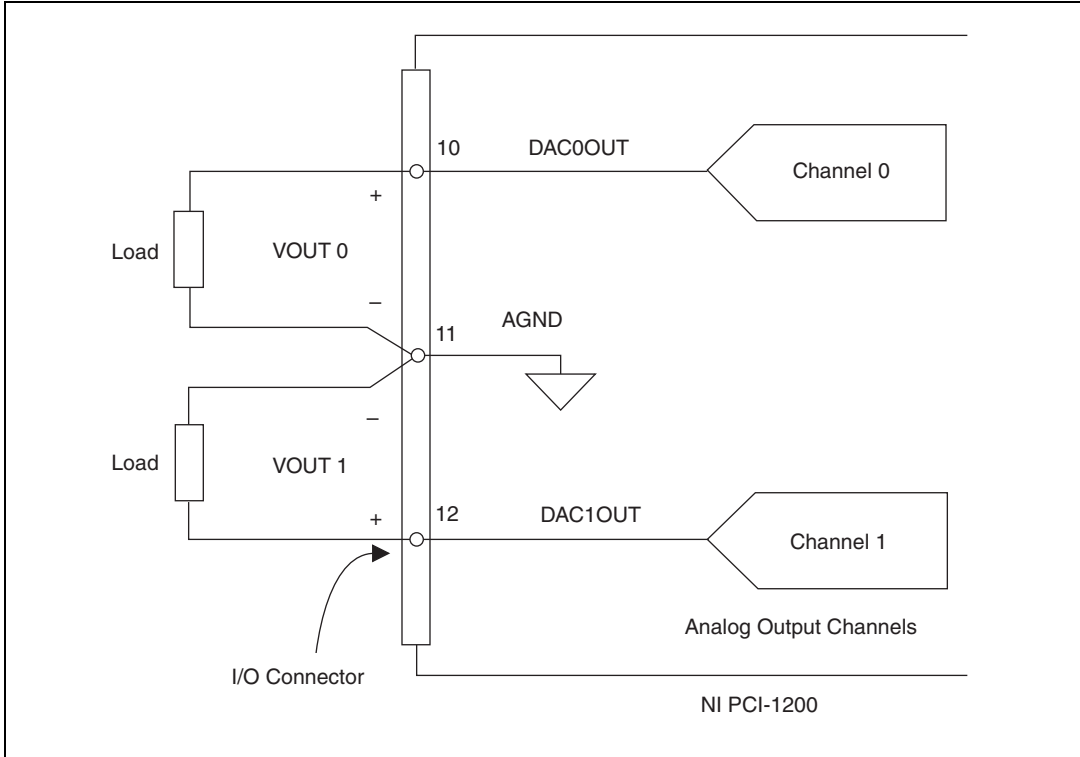 10
DAC0OUT
Channel 0
+
Load
VOUT 0
–
11
AGND
–
Load
VOUT 1
+
12
DAC1OUT
Channel 1
Analog Output Channels
I/O Connector
NI PCI-1200